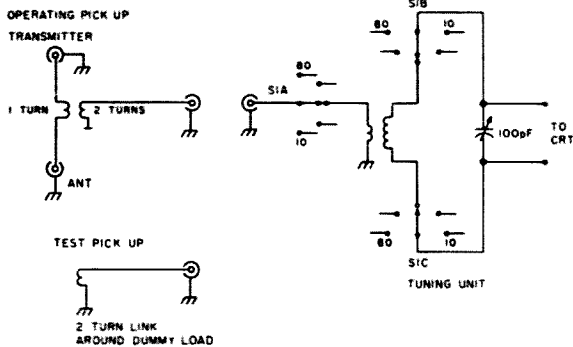 OPERATING PICK UP
TRANSMITTER
1 TURN
2 TURNS
ANT
TEST PICK UP
2 TURN LINK
AROUND DUMMY LOAD
S1A
80
10
S1B
80
10
100pF
TO
CRT
80
10
S1C
TUNING UNIT